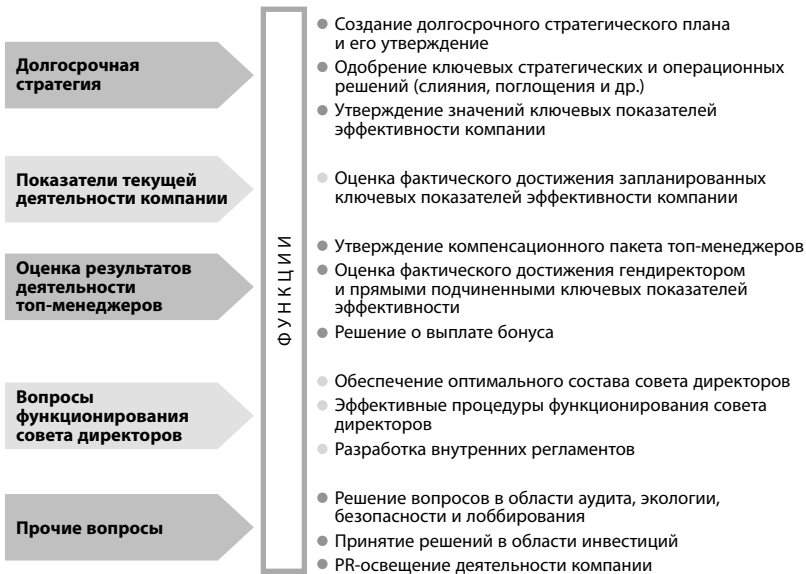 Долгосрочная
стратегия
Создание долгосрочного стратегического плана
и его утверждение
Одобрение ключевых стратегических и операционных
решений (слияния, поглощения и др.)
Утверждение значений ключевых показателей
эффективности компании
Показатели текущей
деятельности компании
Оценка фактического достижения запланированных
ключевых показателей эффективности компании
ФУНКЦИИ
Оценка результатов
деятельности
топ-менеджеров
Утверждение компенсационного пакета топ-менеджеров
Оценка фактического достижения гендиректором
и прямыми подчиненными ключевых показателей
эффективности
Решение о выплате бонуса
Вопросы
функционирования
совета директоров
Обеспечение оптимального состава совета директоров
Эффективные процедуры функционирования совета
директоров
Разработка внутренних регламентов
Прочие вопросы
Решение вопросов в области аудита, экологии,
безопасности и лоббирования
Принятие решений в области инвестиций
PR-освещение деятельности компании